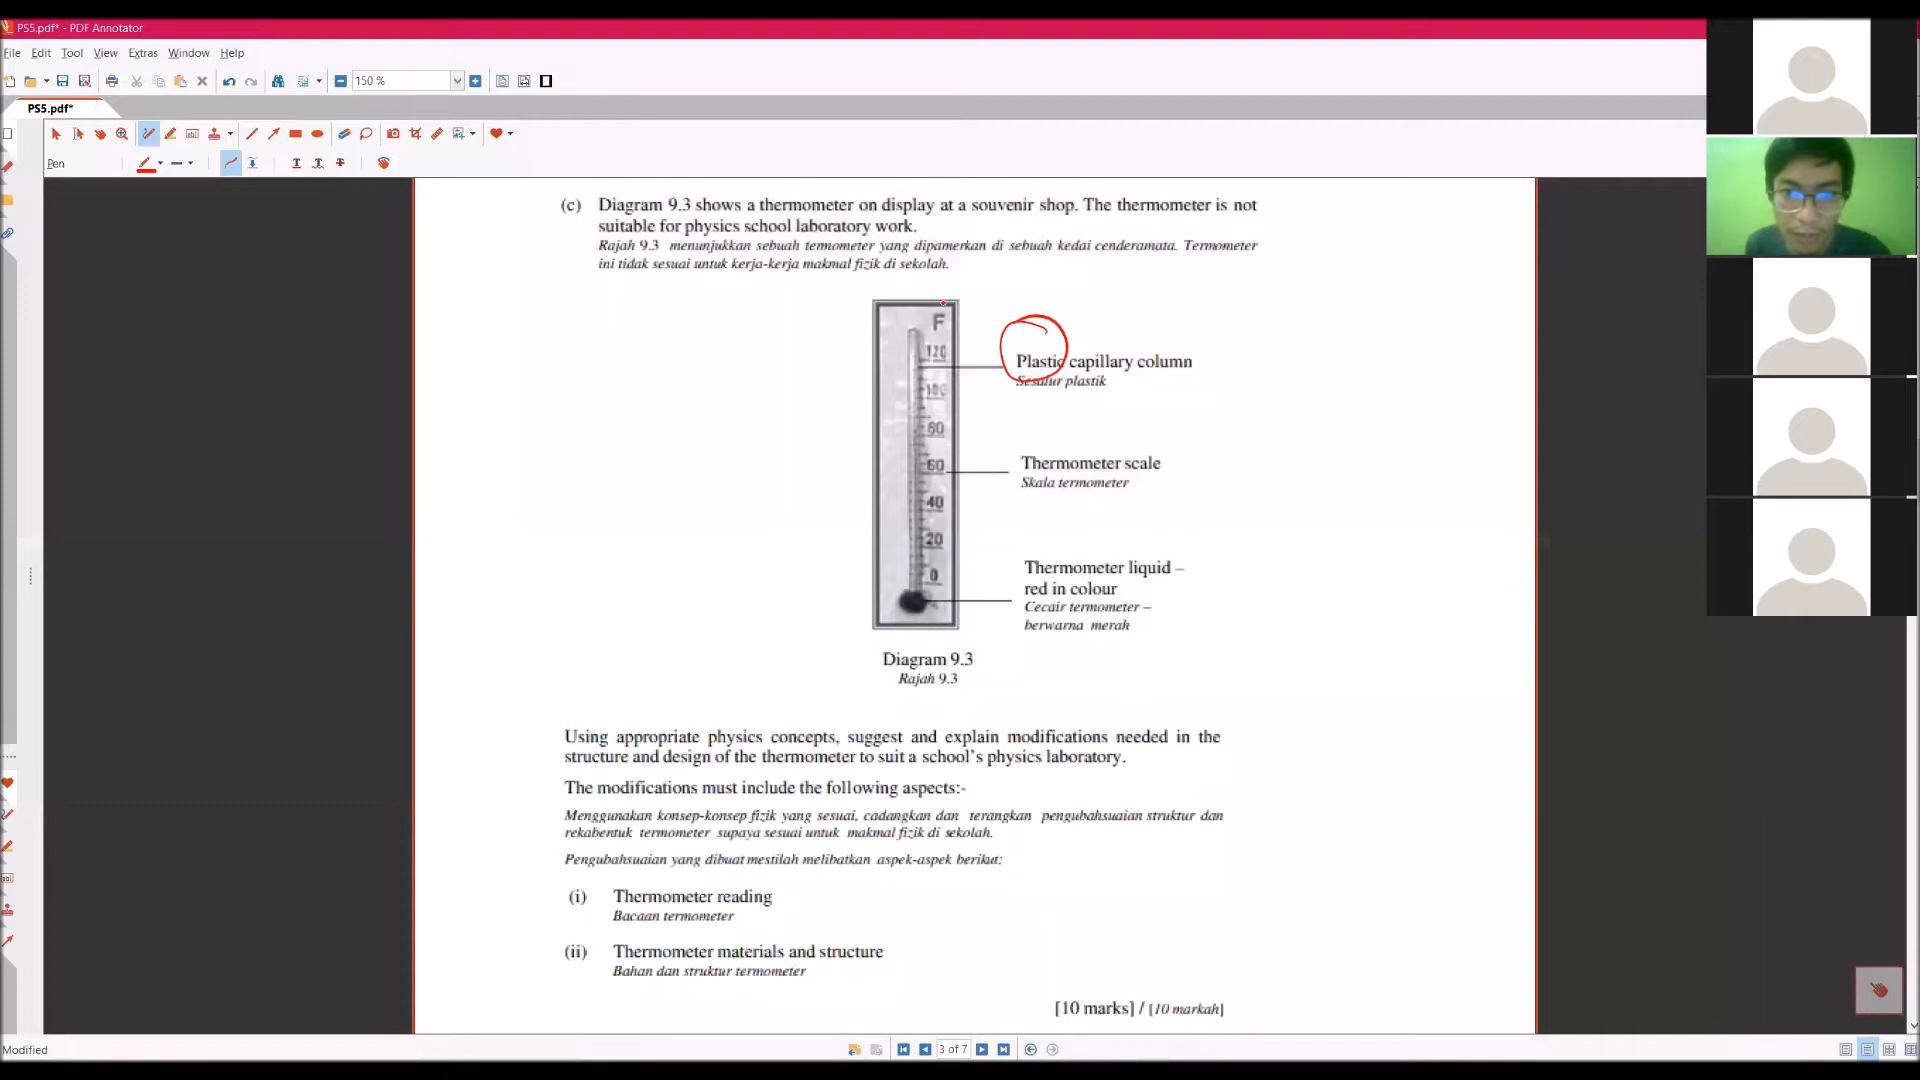 PS5.pdf* - PDF Annotator
File Edit Tool View Extras Window Help
150 %
PS5.pdf*
Pen
(c) Diagram 9.3 shows a thermometer on display at a souvenir shop. The thermometer is not
suitable for physics school laboratory work.
Rajah 9.3 menunjukkan sebuah termometer yang dipamerkan di sebuah kedai cenderamata. Termometer
ini tidak sesuai untuk kerja-kerja makmal fizik di sekolah.
F
120
100
80
60
40
20
0
Plastic capillary column
Sesalur plastik
Thermometer scale
Skala termometer
Thermometer liquid –
red in colour
Cecair termometer –
berwarna merah
Diagram 9.3
Rajah 9.3
Using appropriate physics concepts, suggest and explain modifications needed in the
structure and design of the thermometer to suit a school's physics laboratory.
The modifications must include the following aspects:-
Menggunakan konsep-konsep fizik yang sesuai, cadangkan dan terangkan pengubahsuaian struktur dan
rekabentuk termometer supaya sesuai untuk makmal fizik di sekolah.
Pengubahsuaian yang dibuat mestilah melibatkan aspek-aspek berikut:
(i) Thermometer reading
Bacaan termometer
(ii) Thermometer materials and structure
Bahan dan struktur termometer
[10 marks] / [10 markah]
Modified
3 of 7